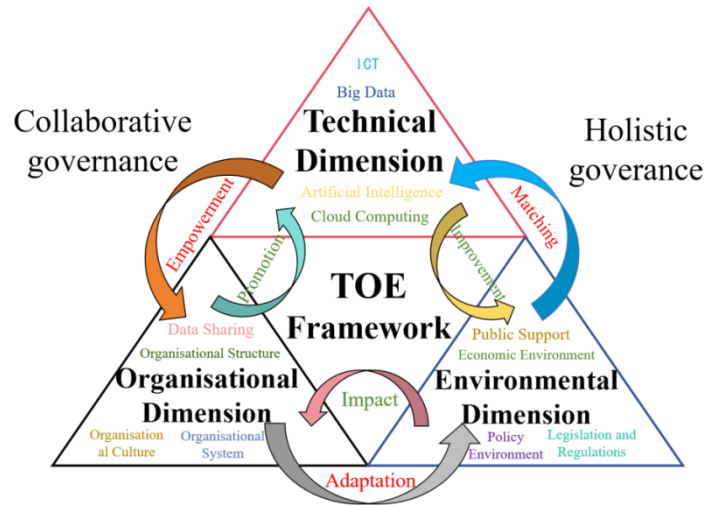 ICT
Big Data
Technical
Dimension
Artificial Intelligence
Cloud Computing
Collaborative
governance
Holistic
goverance
Empowerment
Promotion
Improvement
Matching
TOE
Framework
Data Sharing
Organisational Structure
Organisational
Dimension
Organisation
al Culture
Organisational
System
Impact
Adaptation
Public Support
Economic Environment
Environmental
Dimension
Policy
Environment
Legislation and
Regulations